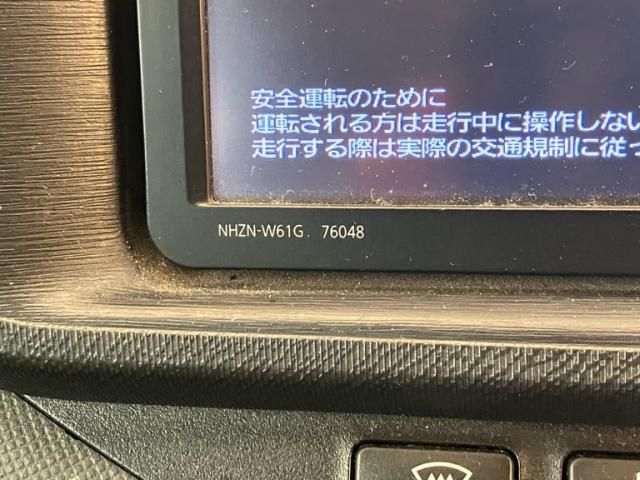 安全運転のために
運転される方は走行中に操作しない
走行する際は実際の交通規制に従っ
NHZN-W61G. 76048